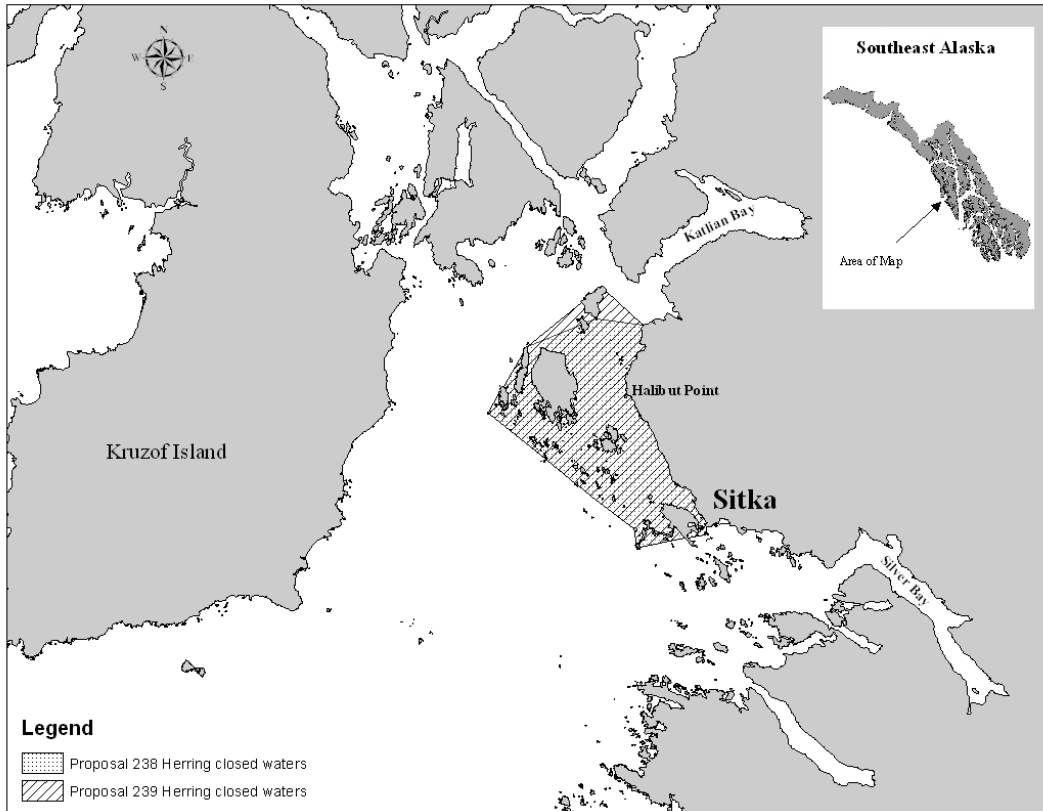 N
W E
S
Southeast Alaska
Area of Map
Katlian Bay
Halibut Point
Kruzof Island
Sitka
Silver Bay
Legend
Proposal 238 Herring closed waters
Proposal 239 Herring closed waters